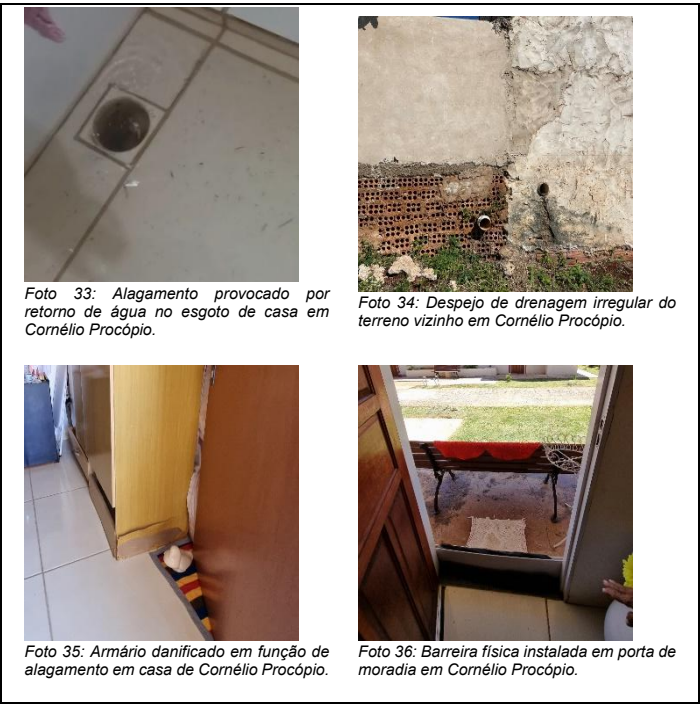 Foto 33: Alagamento provocado por
retorno de água no esgoto de casa em
Cornélio Procópio.
Foto 34: Despejo de drenagem irregular do
terreno vizinho em Cornélio Procópio.
Foto 35: Armário danificado em função de
alagamento em casa de Cornélio Procópio.
Foto 36: Barreira física instalada em porta de
moradia em Cornélio Procópio.